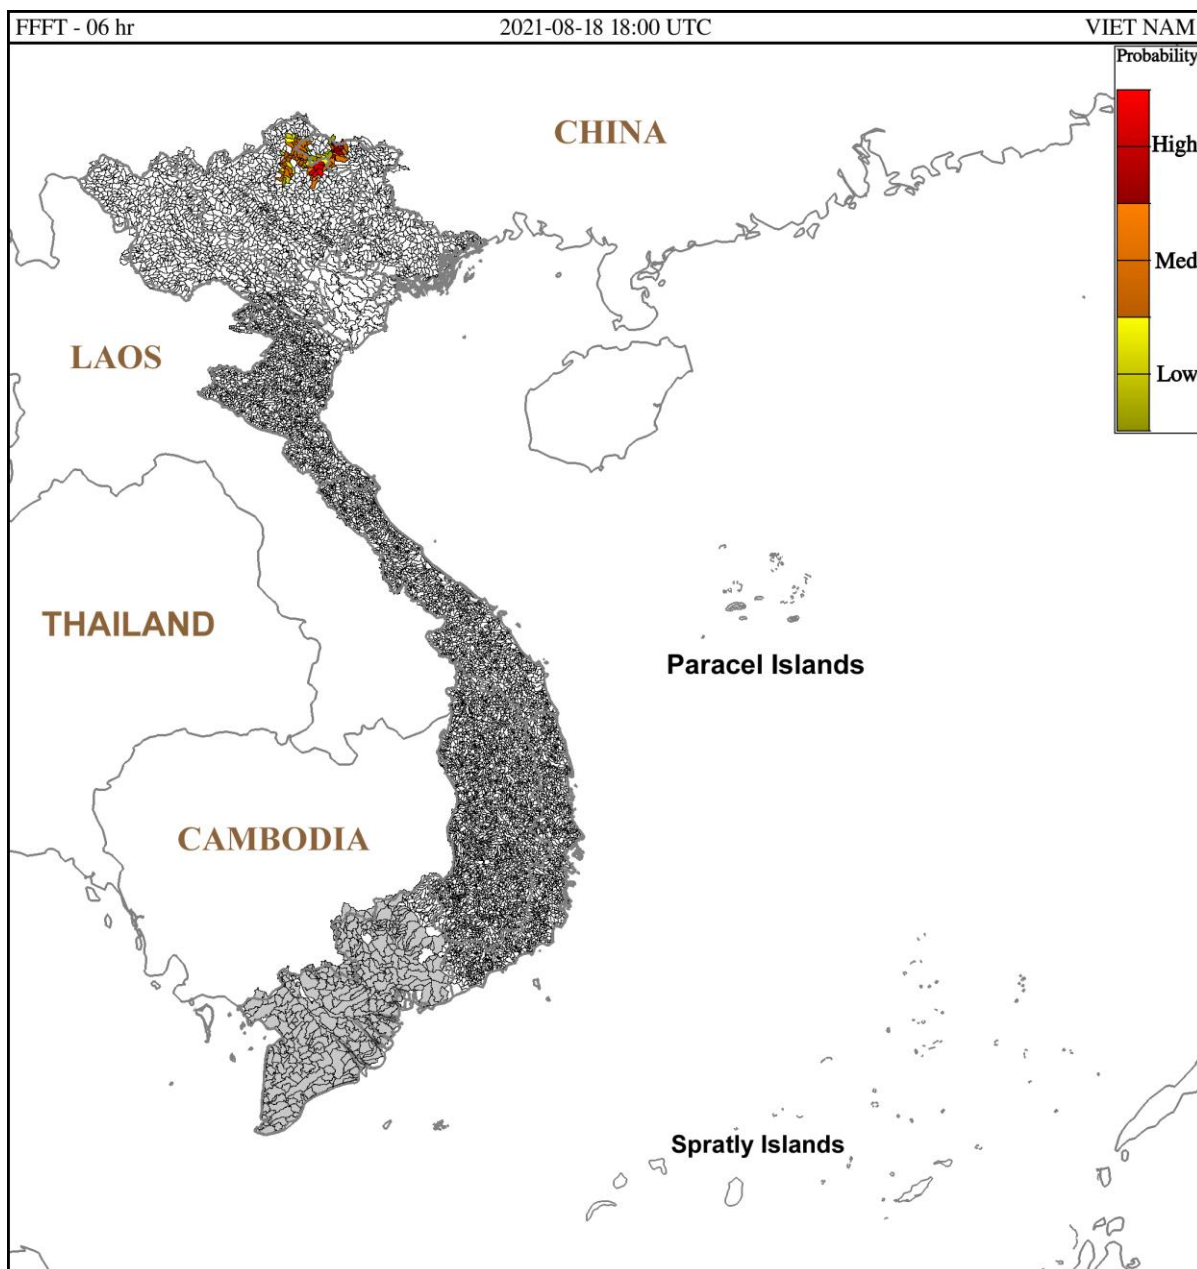 FFFT - 06 hr 2021-08-18 18:00 UTC VIET NAM
Probability
CHINA
High
Med
LAOS
Low
THAILAND
Paracel Islands
CAMBODIA
Spratly Islands